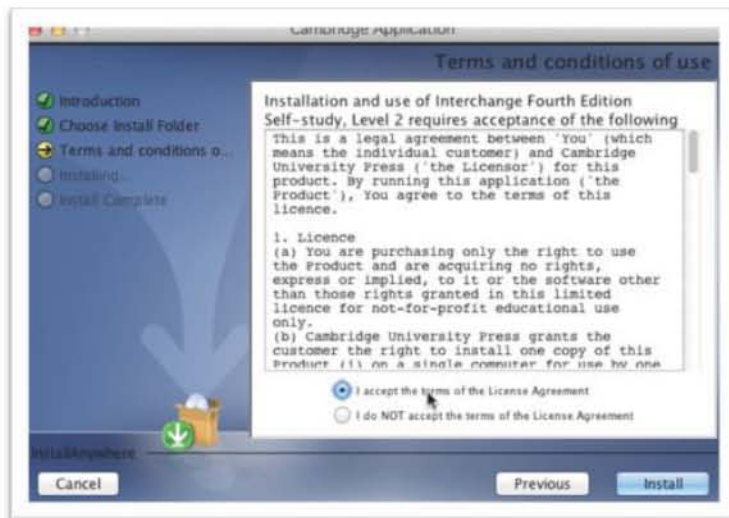 Cambridge Application
Terms and conditions of use
Introduction
Choose Install Folder
Terms and conditions o...
Installing...
Install Complete
Installation and use of Interchange Fourth Edition
Self-study, Level 2 requires acceptance of the following
This is a legal agreement between 'You' (which
means the individual customer) and Cambridge
University Press ('the Licensor') for this
product. By running this application ('the
Product'), You agree to the terms of this
licence.
1. Licence
(a) You are purchasing only the right to use
the Product and are acquiring no rights,
express or implied, to it or the software other
than those rights granted in this limited
licence for not-for-profit educational use
only.
(b) Cambridge University Press grants the
customer the right to install one copy of this
Product (i) on a single computer for use by one
I accept the terms of the License Agreement
I do NOT accept the terms of the License Agreement
InstallAnywhere
Cancel
Previous
Install